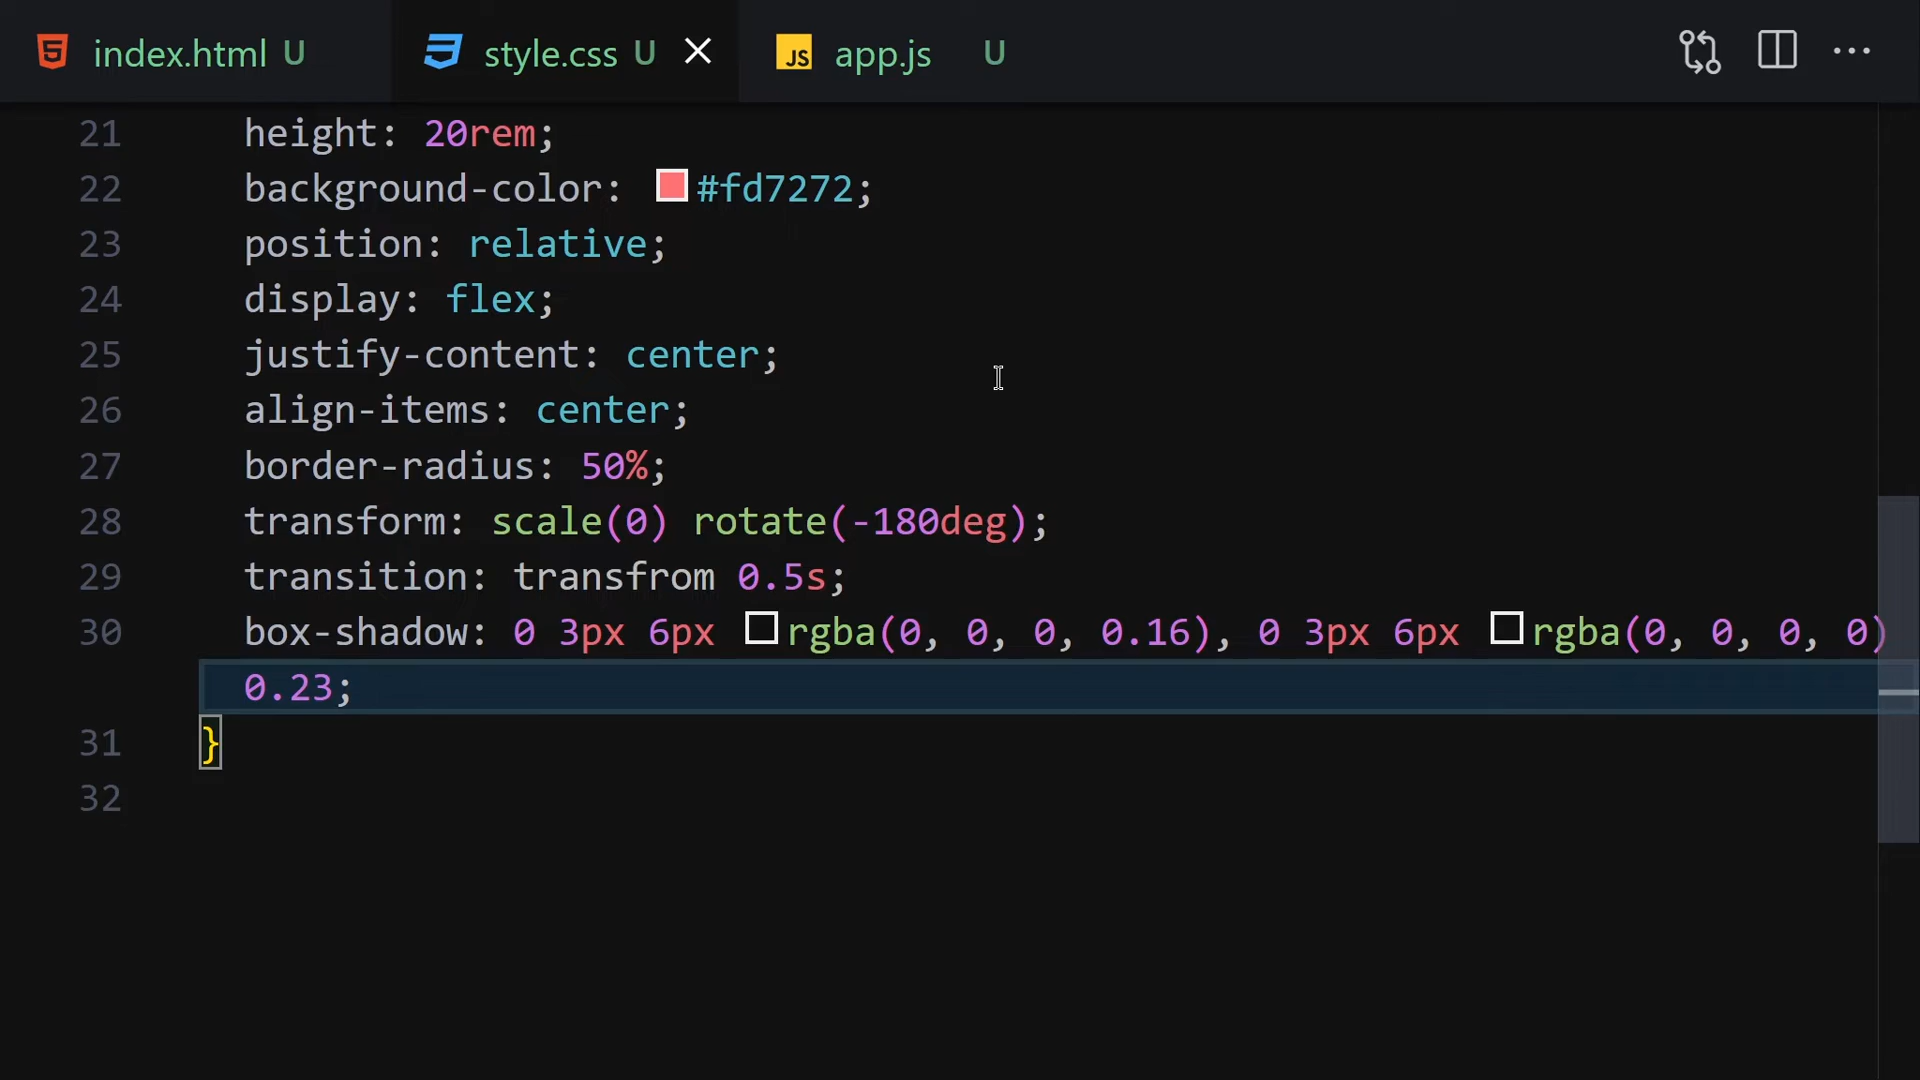 index.html U style.css U JS app.js U
21 height: 20rem;
22 background-color: #fd7272;
23 position: relative;
24 display: flex;
25 justify-content: center;
26 align-items: center;
27 border-radius: 50%;
28 transform: scale(0) rotate(-180deg);
29 transition: transfrom 0.5s;
30 box-shadow: 0 3px 6px rgba(0, 0, 0, 0.16), 0 3px 6px rgba(0, 0, 0, 0)
0.23;
31 }
32